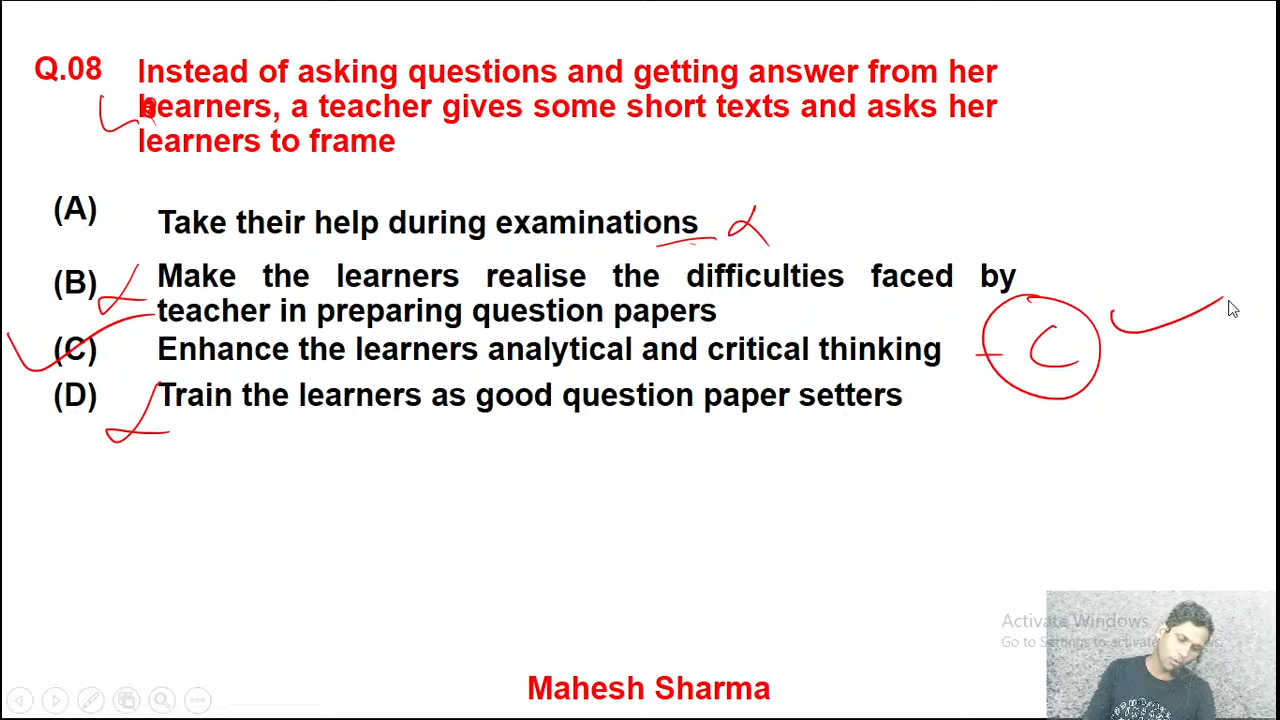 Q.08 Instead of asking questions and getting answer from her
learners, a teacher gives some short texts and asks her
learners to frame
(A) Take their help during examinations
(B) Make the learners realise the difficulties faced by
teacher in preparing question papers
(C) Enhance the learners analytical and critical thinking - C
(D) Train the learners as good question paper setters
Activate Windows
Go to Settings to activate Windows.
Mahesh Sharma